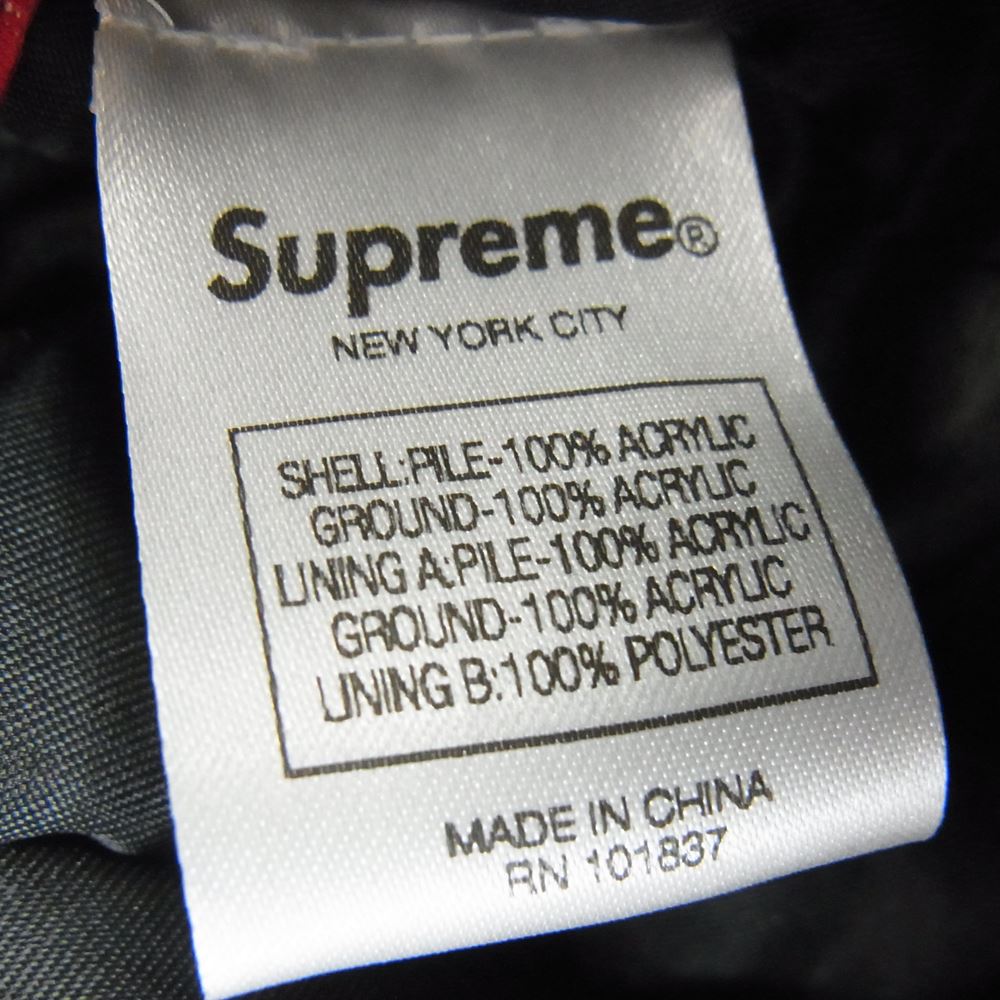 Supreme®
NEW YORK CITY
SHELL:PILE-100% ACRYLIC
GROUND-100% ACRYLIC
LINING A:PILE-100% ACRYLIC
GROUND-100% ACRYLIC
LINING B:100% POLYESTER
MADE IN CHINA
RN 101837